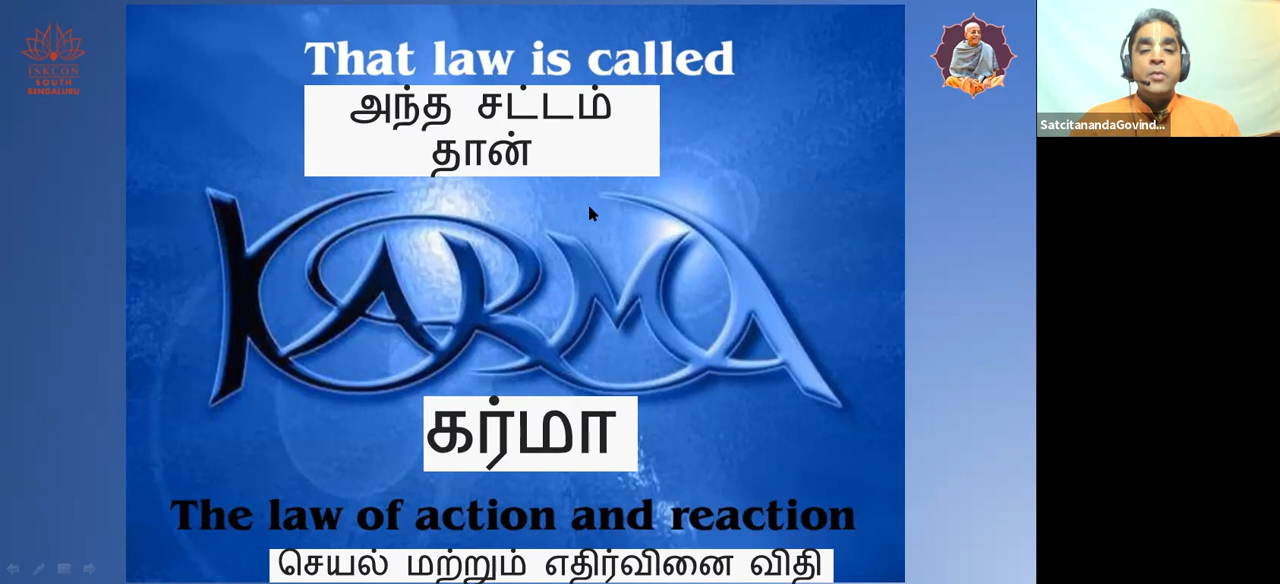 ISKCON
SOUTH
BENGALURU
That law is called
அந்த சட்டம்
தான்
KARMA
கர்மா
The law of action and reaction
செயல் மற்றும் எதிர்வினை விதி
SatcitanandaGovind...